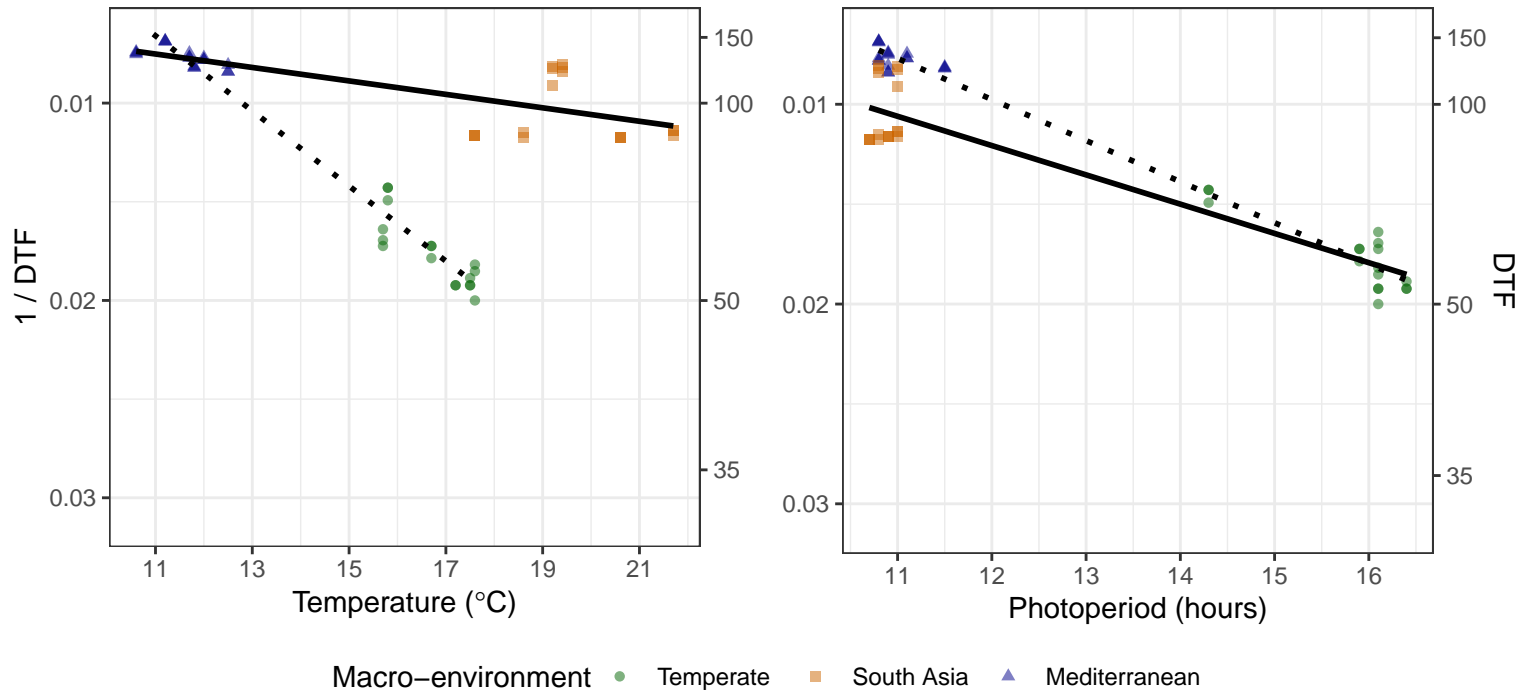 1 / DTF
0.01
0.02
0.03
150
100
50
35
11 13 15 17 19 21
Temperature (°C)
0.01
0.02
0.03
150
100
50
35
DTF
11 12 13 14 15 16
Photoperiod (hours)
Macro−environment Temperate South Asia Mediterranean